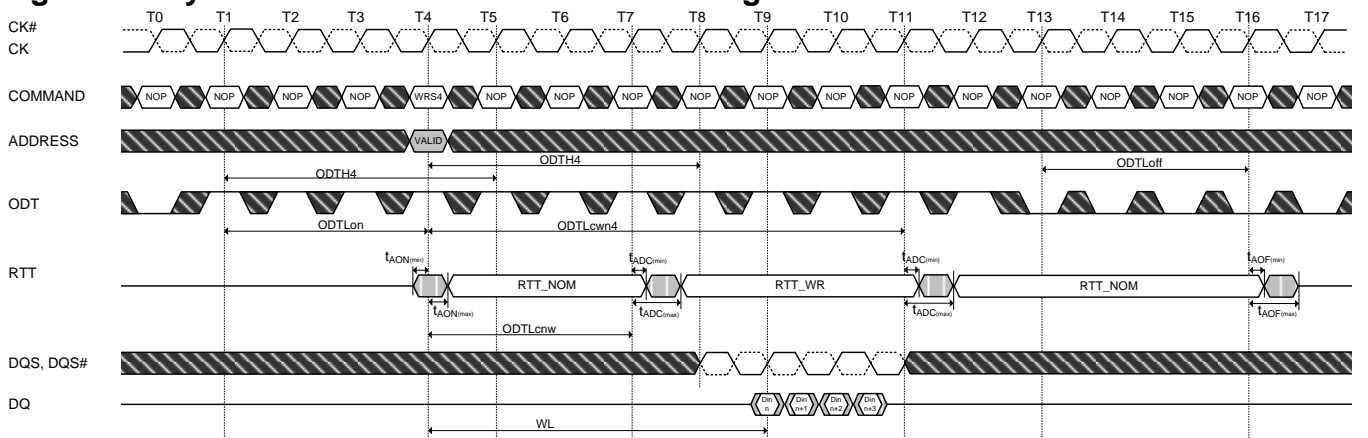 T0 T1 T2 T3 T4 T5 T6 T7 T8 T9 T10 T11 T12 T13 T14 T15 T16 T17
CK#
CK
COMMAND NOP NOP NOP NOP WRS4 NOP NOP NOP NOP NOP NOP NOP NOP NOP NOP NOP NOP NOP
ADDRESS VALID
ODTH4 ODTLoff
ODTH4
ODT
ODTLon ODTLcwn4
tAON(min) tADC(min) tADC(min) tAOF(min)
RTT RTT_NOM RTT_WR RTT_NOM
tAON(max) tADC(max) tADC(max) tAOF(max)
ODTLcnw
DQS, DQS#
DQ Din n Din n+1 Din n+2 Din n+3
WL